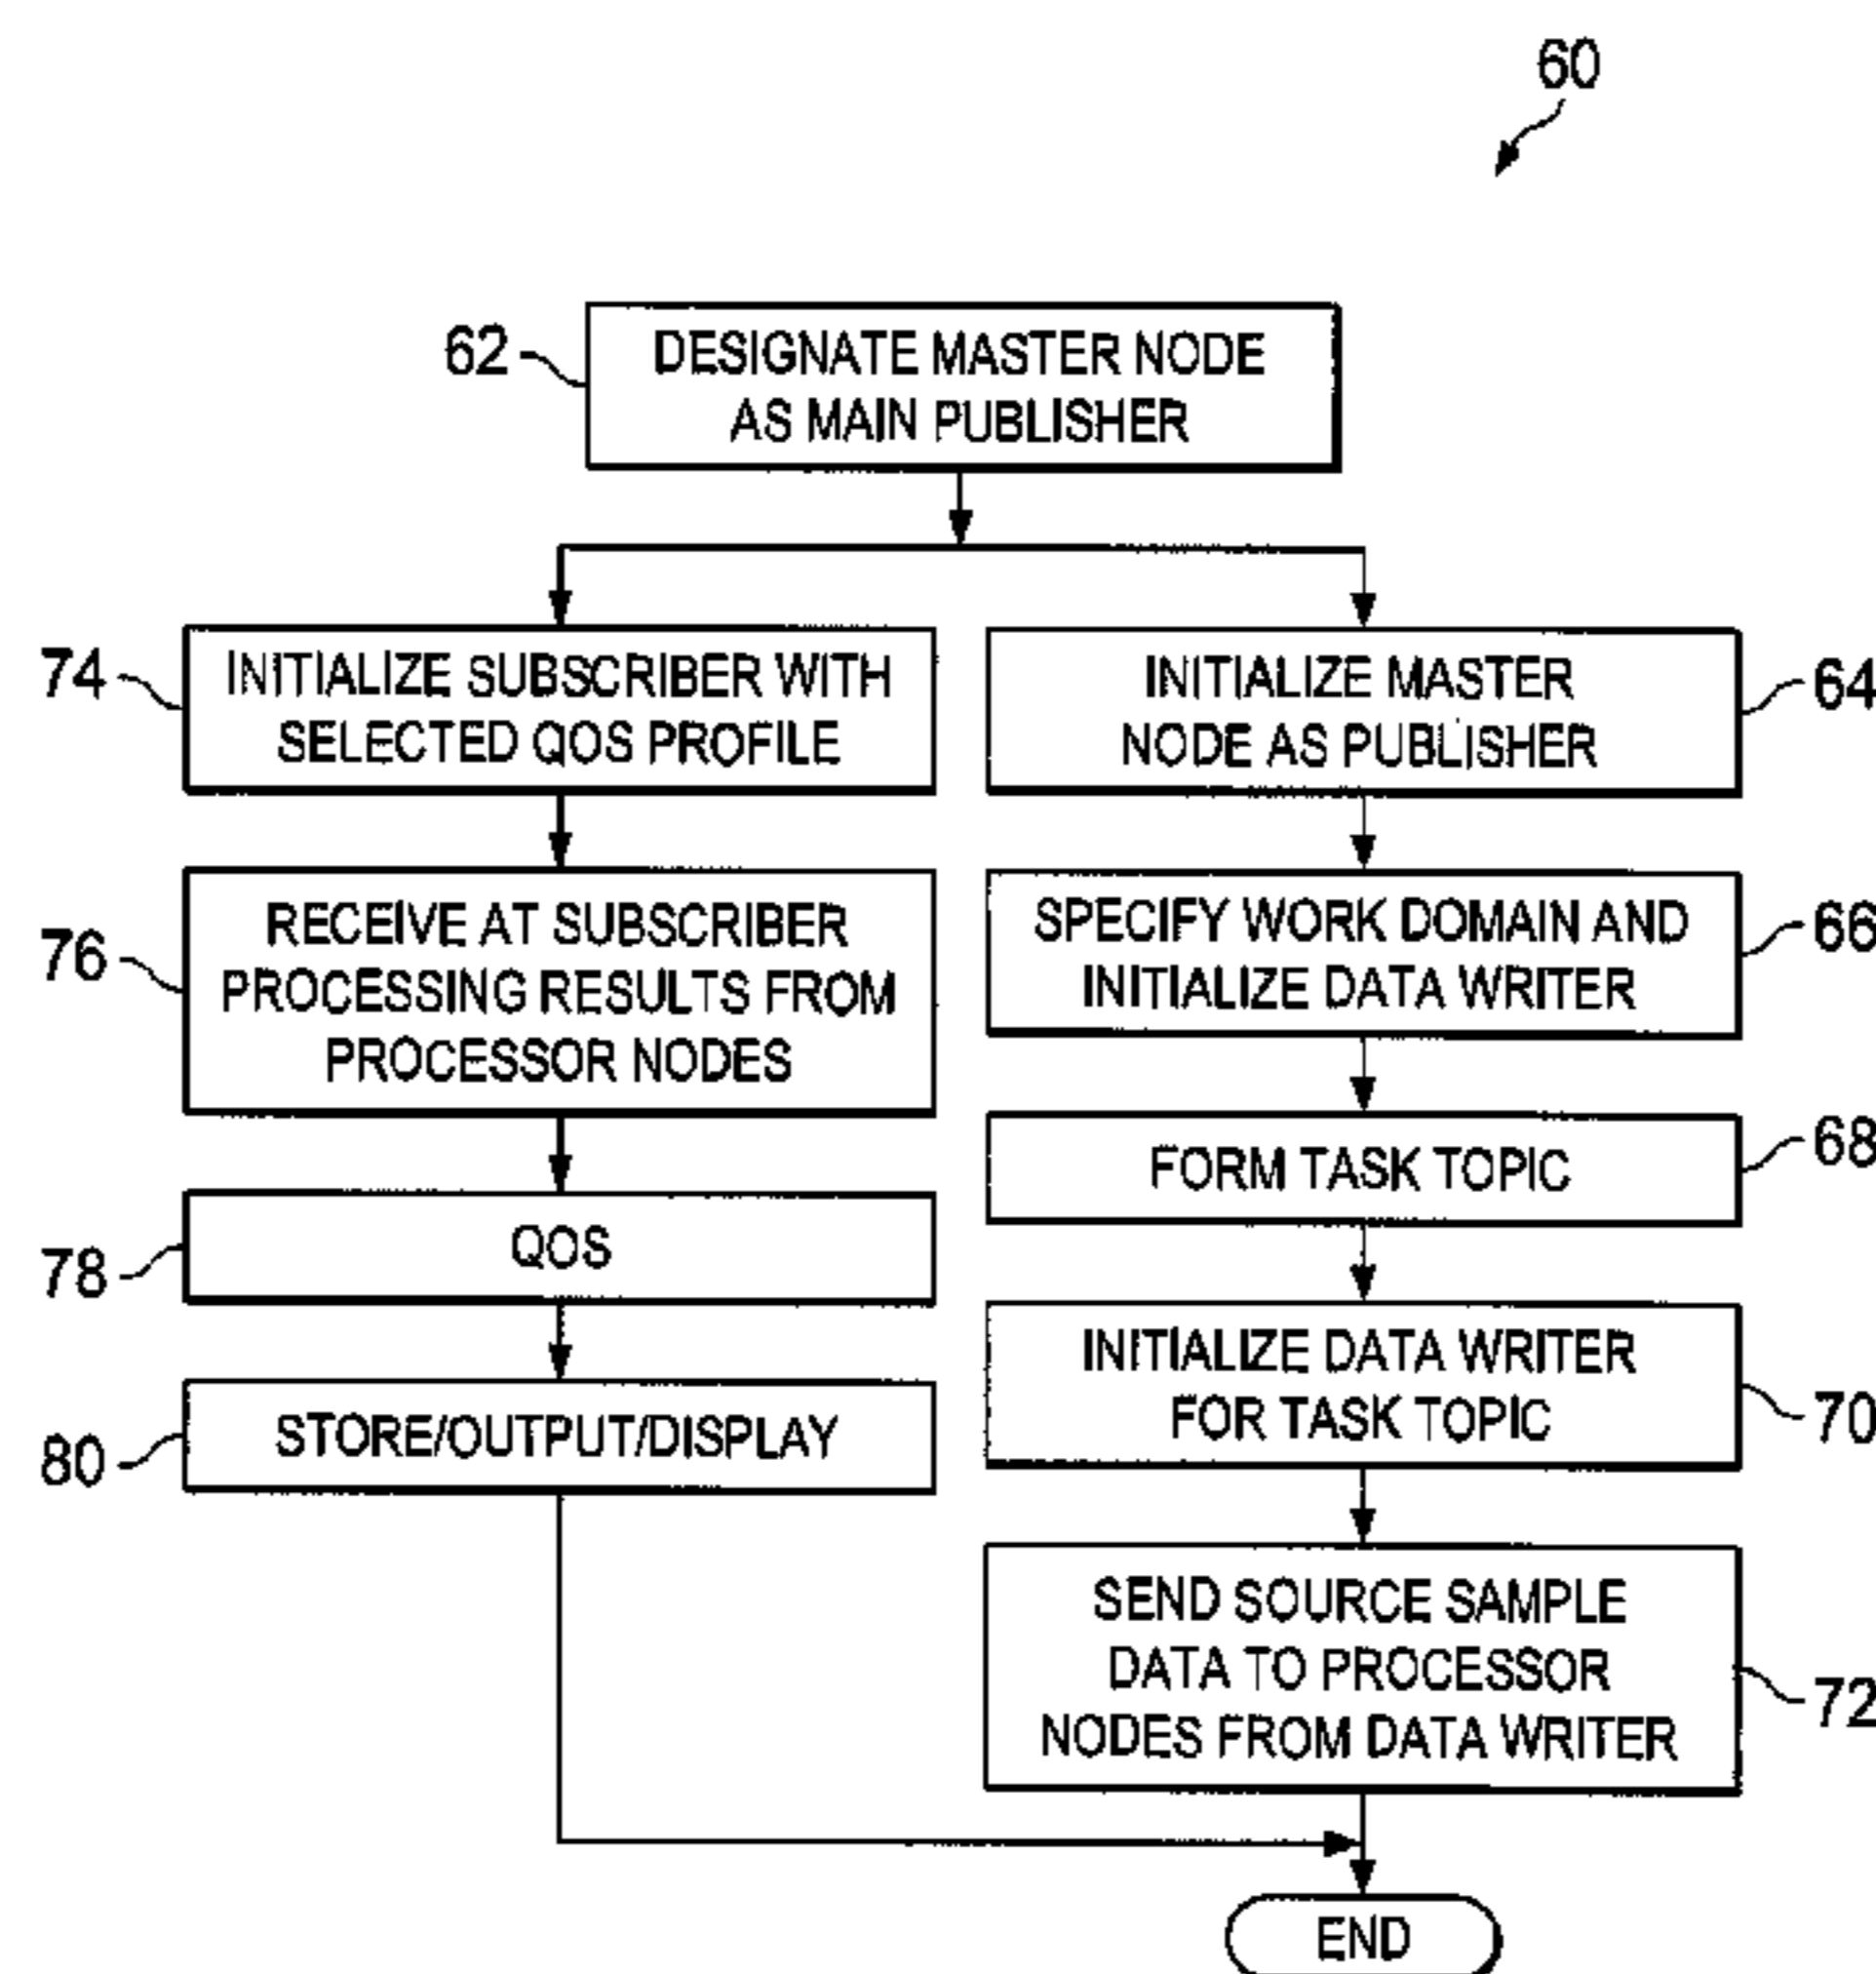 60
62
DESIGNATE MASTER NODE
AS MAIN PUBLISHER
74
INITIALIZE SUBSCRIBER WITH
SELECTED QOS PROFILE
76
RECEIVE AT SUBSCRIBER
PROCESSING RESULTS FROM
PROCESSOR NODES
78
QOS
80
STORE/OUTPUT/DISPLAY
INITIALIZE MASTER
NODE AS PUBLISHER
64
SPECIFY WORK DOMAIN AND
INITIALIZE DATA WRITER
66
FORM TASK TOPIC
68
INITIALIZE DATA WRITER
FOR TASK TOPIC
70
SEND SOURCE SAMPLE
DATA TO PROCESSOR
NODES FROM DATA WRITER
72
END